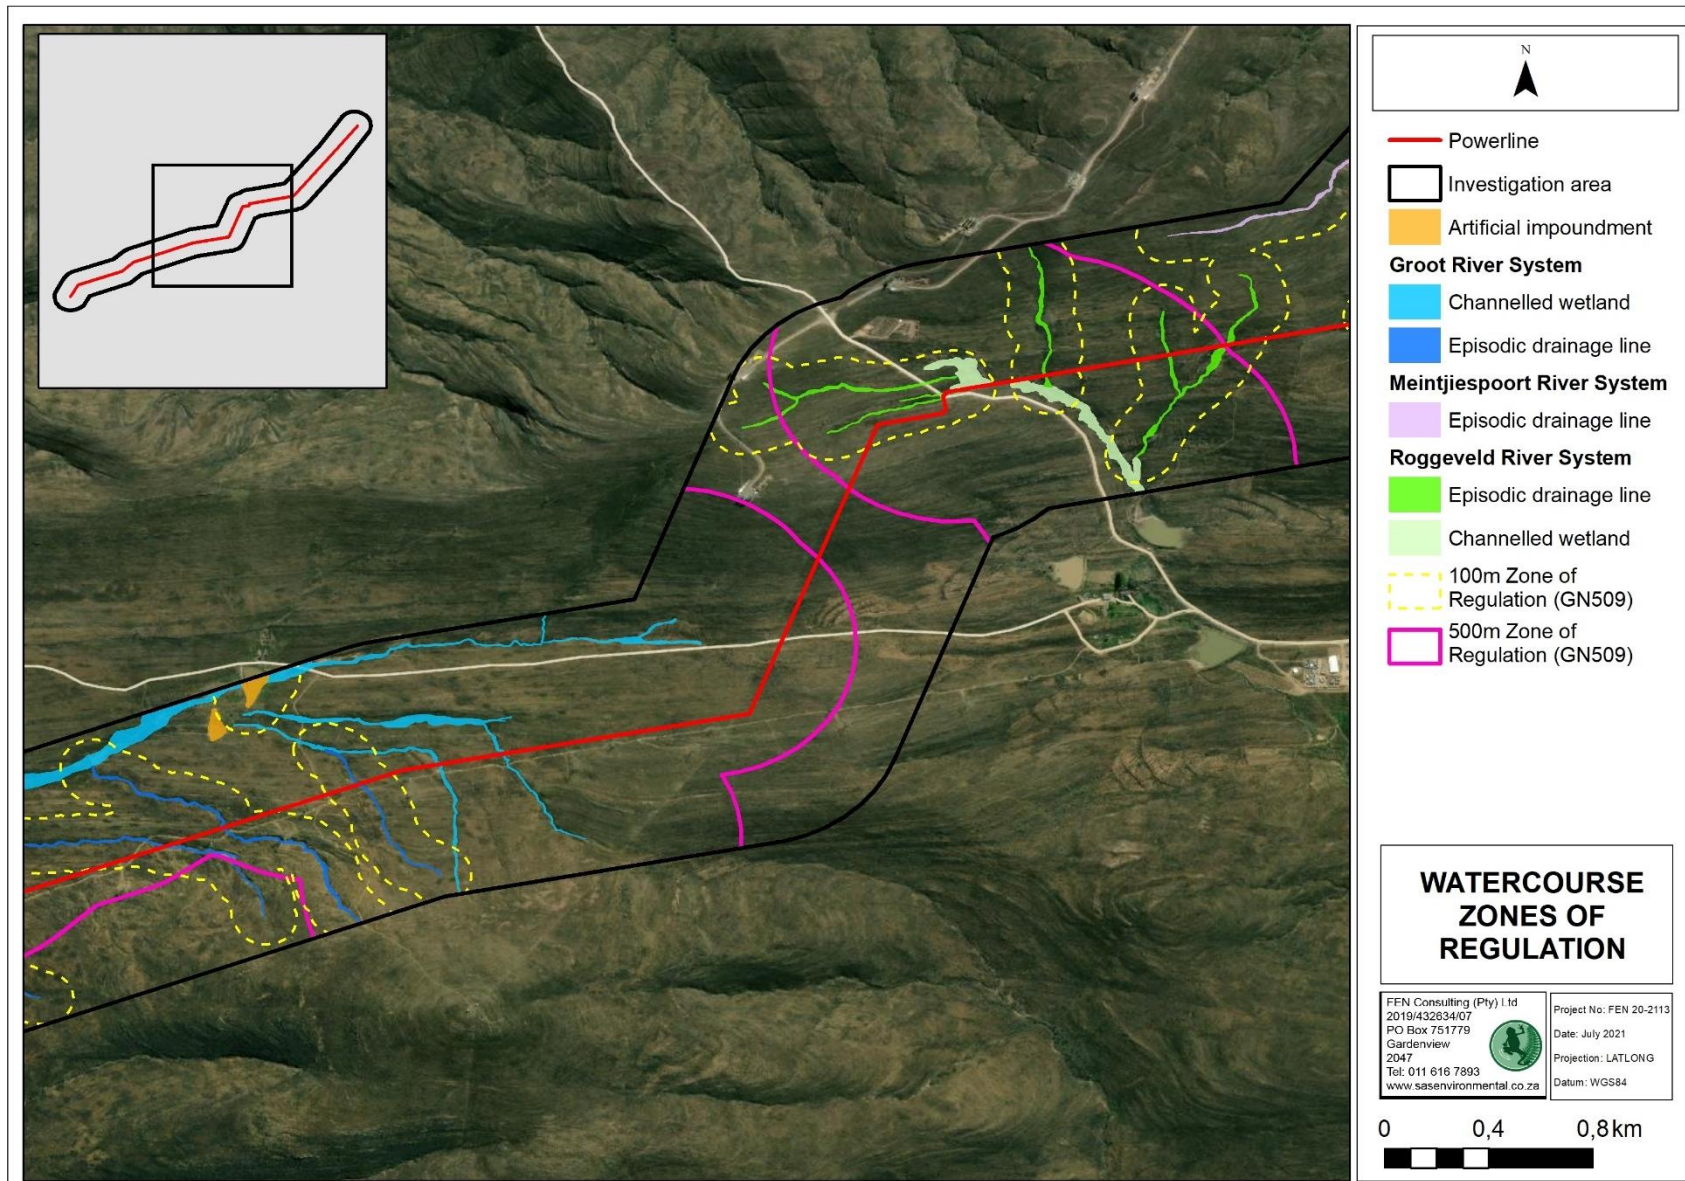 N
Powerline
Investigation area
Artificial impoundment
Groot River System
Channelled wetland
Episodic drainage line
Meintjiespoort River System
Episodic drainage line
Roggeveld River System
Episodic drainage line
Channelled wetland
100m Zone of
Regulation (GN509)
500m Zone of
Regulation (GN509)
WATERCOURSE
ZONES OF
REGULATION
FEN Consulting (Pty) Ltd
2019/432634/07
PO Box 751779
Gardenview
2047
Tel: 011 616 7893
www.sasenvironmental.co.za
Project No: FEN 20-2113
Date: July 2021
Projection: LATLONG
Datum: WGS84
0 0,4 0,8 km